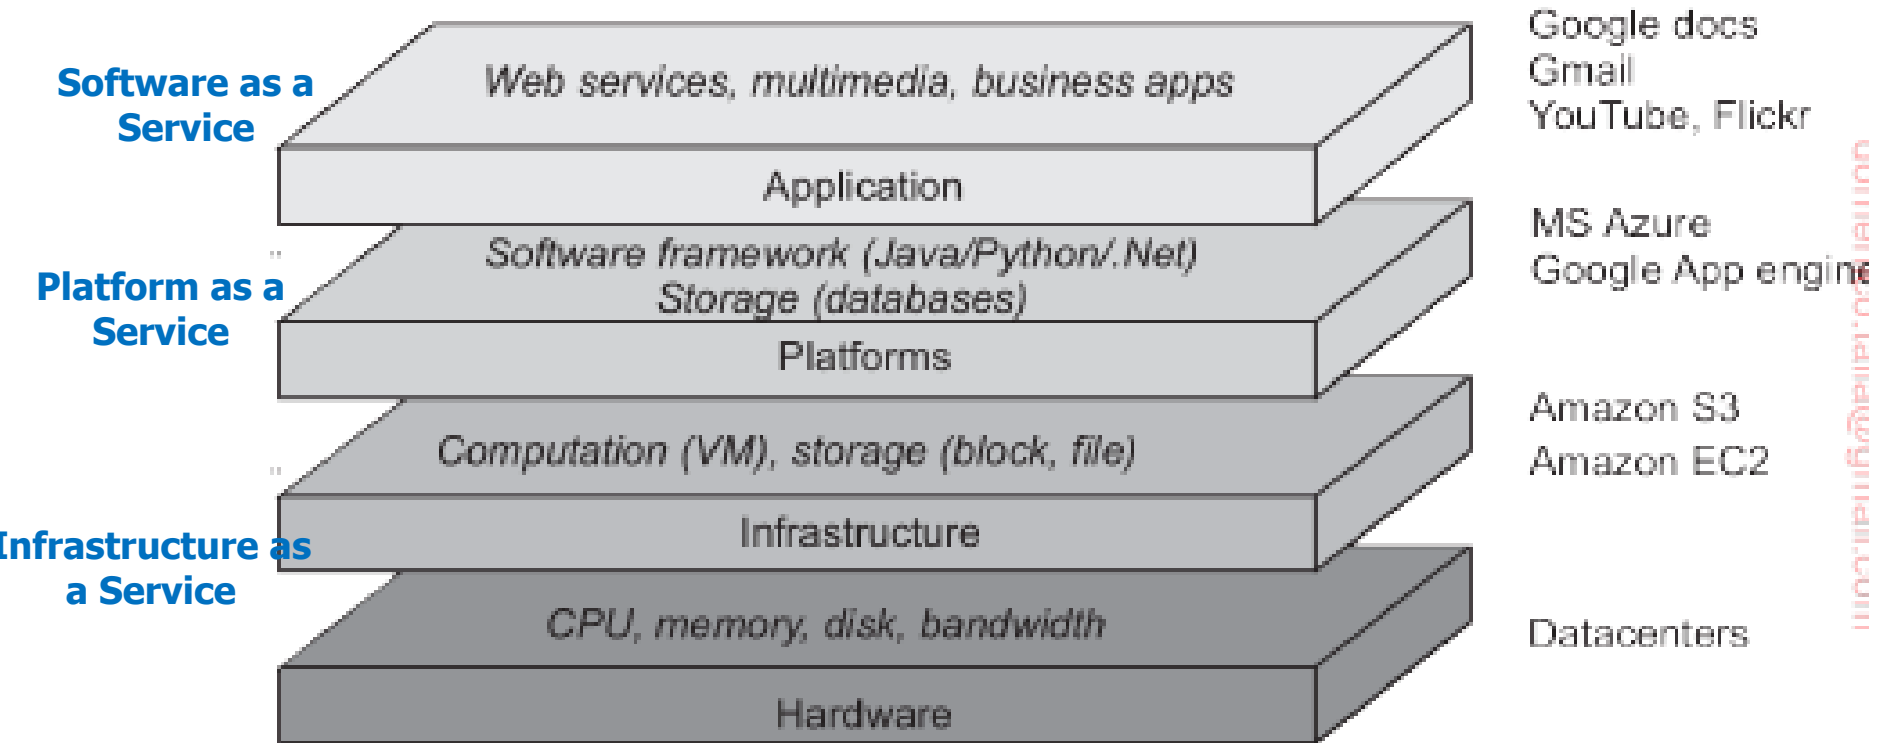 Software as a
Service
Web services, multimedia, business apps
Application
Google docs
Gmail
YouTube, Flickr
Platform as a
Service
Software framework (Java/Python/.Net)
Storage (databases)
Platforms
MS Azure
Google App engine
Infrastructure as
a Service
Computation (VM), storage (block, file)
Infrastructure
Amazon S3
Amazon EC2
CPU, memory, disk, bandwidth
Hardware
Datacenters